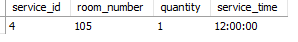 service_id room_number quantity service_time
4 105 1 12:00:00